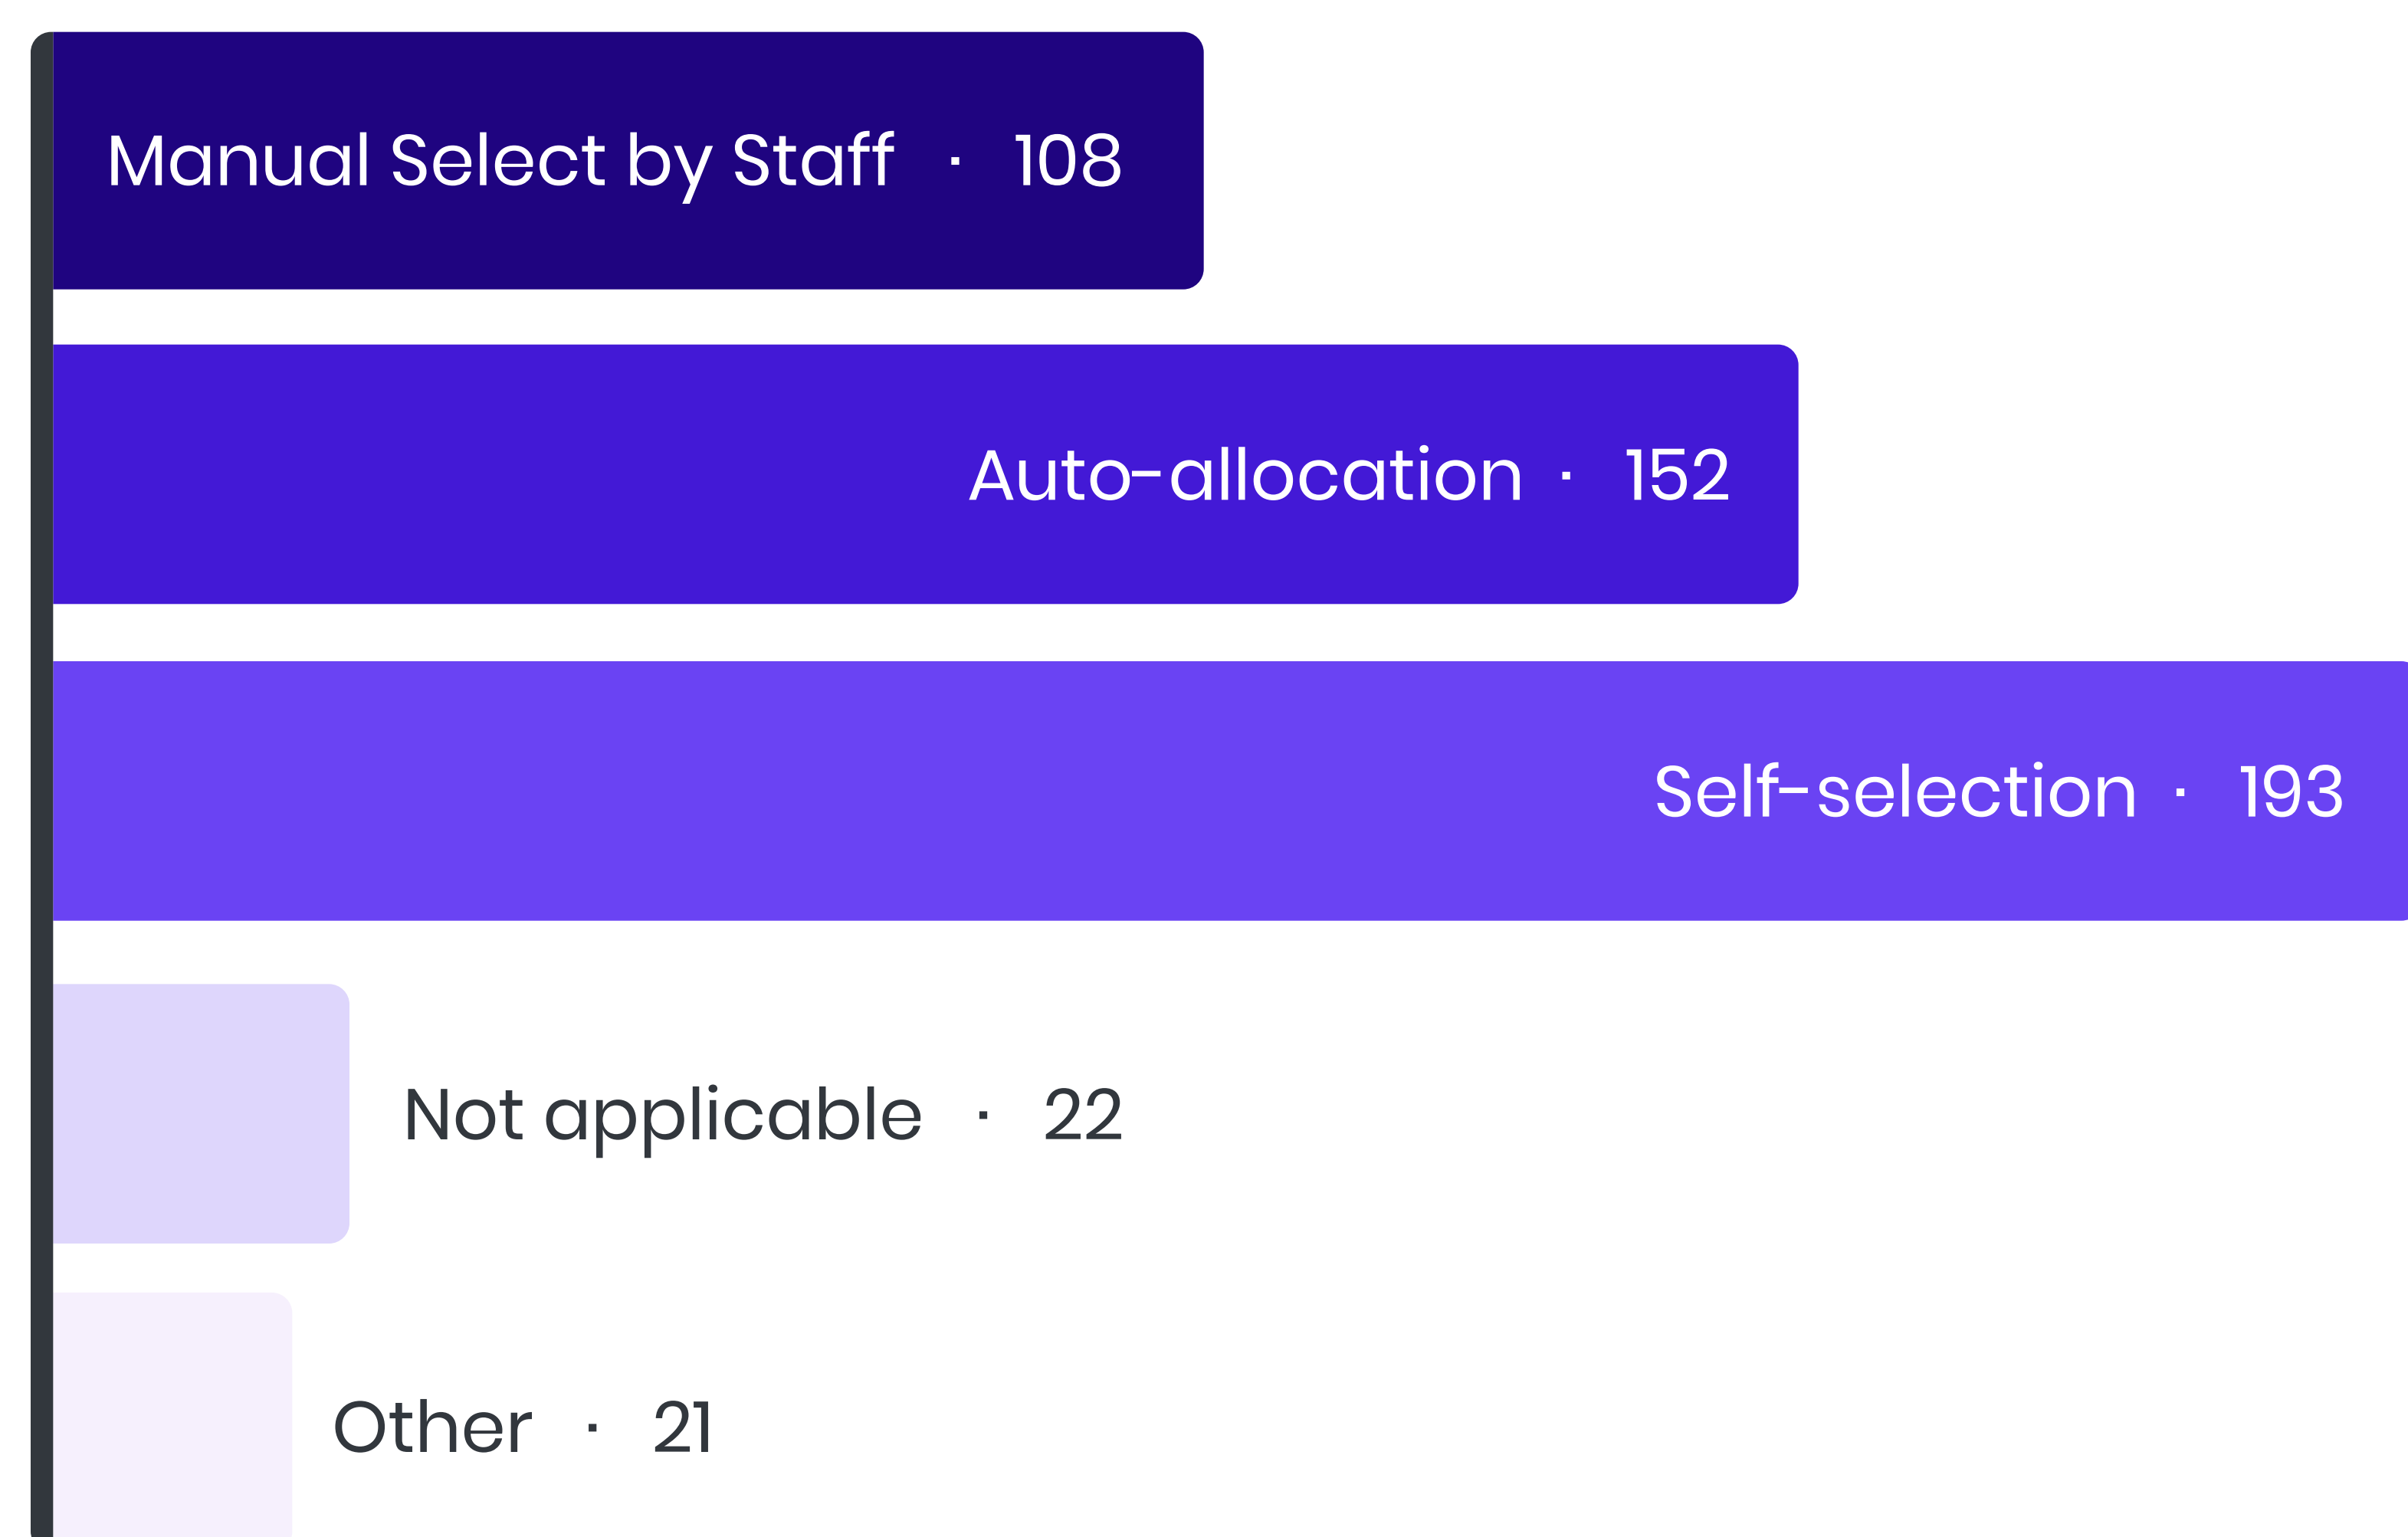 Manual Select by Staff · 108
Auto-allocation · 152
Self-selection · 193
Not applicable · 22
Other · 21